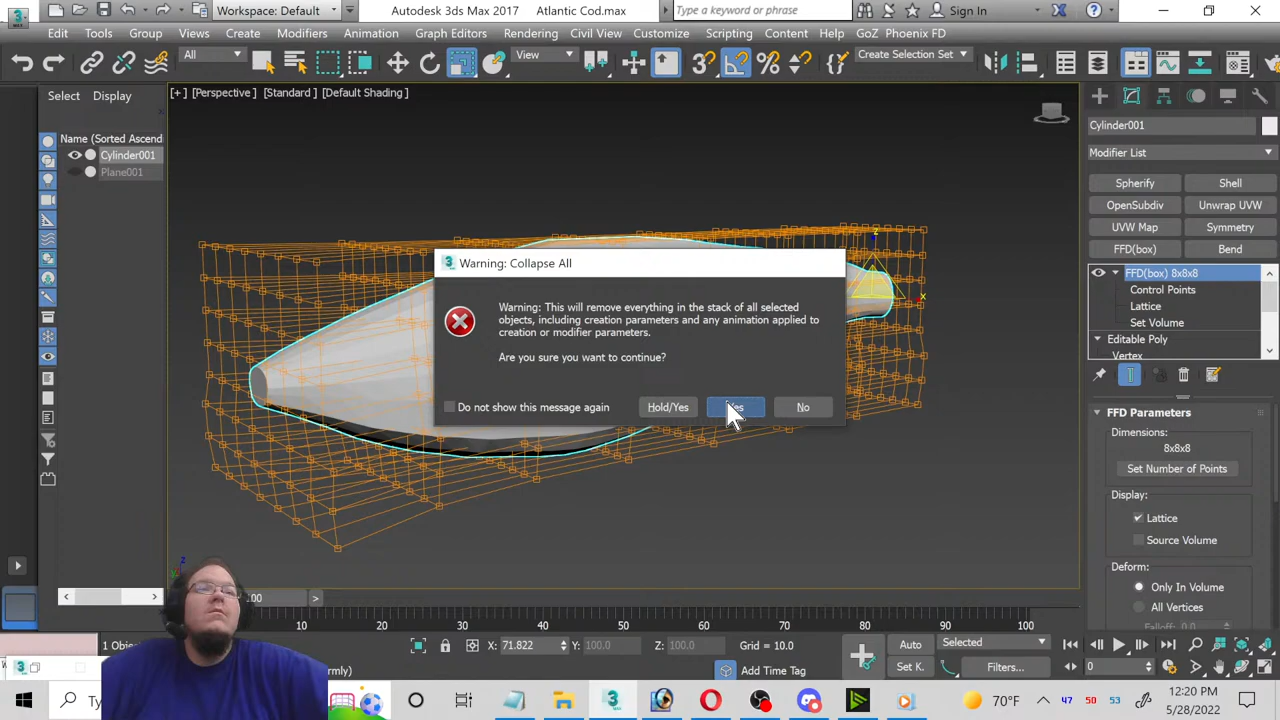 Workspace: Default
Autodesk 3ds Max 2017 Atlantic Cod.max
Type a keyword or phrase
Sign In
Edit Tools Group Views Create Modifiers Animation Graph Editors Rendering Civil View Customize Scripting Content Help GoZ Phoenix FD
All
View
Create Selection Set
Select Display
[+] [Perspective] [Standard] [Default Shading]
Name (Sorted Ascend
Cylinder001
Plane001
Cylinder001
Modifier List
Spherify Shell
OpenSubdiv Unwrap UVW
UVW Map Symmetry
FFD(box) Bend
FFD(box) 8x8x8
Control Points
Lattice
Set Volume
Editable Poly
Vertex
FFD Parameters
Dimensions:
8x8x8
Set Number of Points
Display:
Lattice
Source Volume
Deform:
Only In Volume
All Vertices
Falloff: 0.0
Warning: Collapse All
Warning: This will remove everything in the stack of all selected
objects, including creation parameters and any animation applied to
creation or modifier parameters.
Are you sure you want to continue?
Do not show this message again
Hold/Yes Yes No
z
x
z
10 20 30 40 50 60 70 80 90 100
X: 71.822 Y: 100.0 Z: 100.0 Grid = 10.0
Add Time Tag
Auto Selected
Set K. Filters...
0
70°F 47 50 53
12:20 PM
5/28/2022